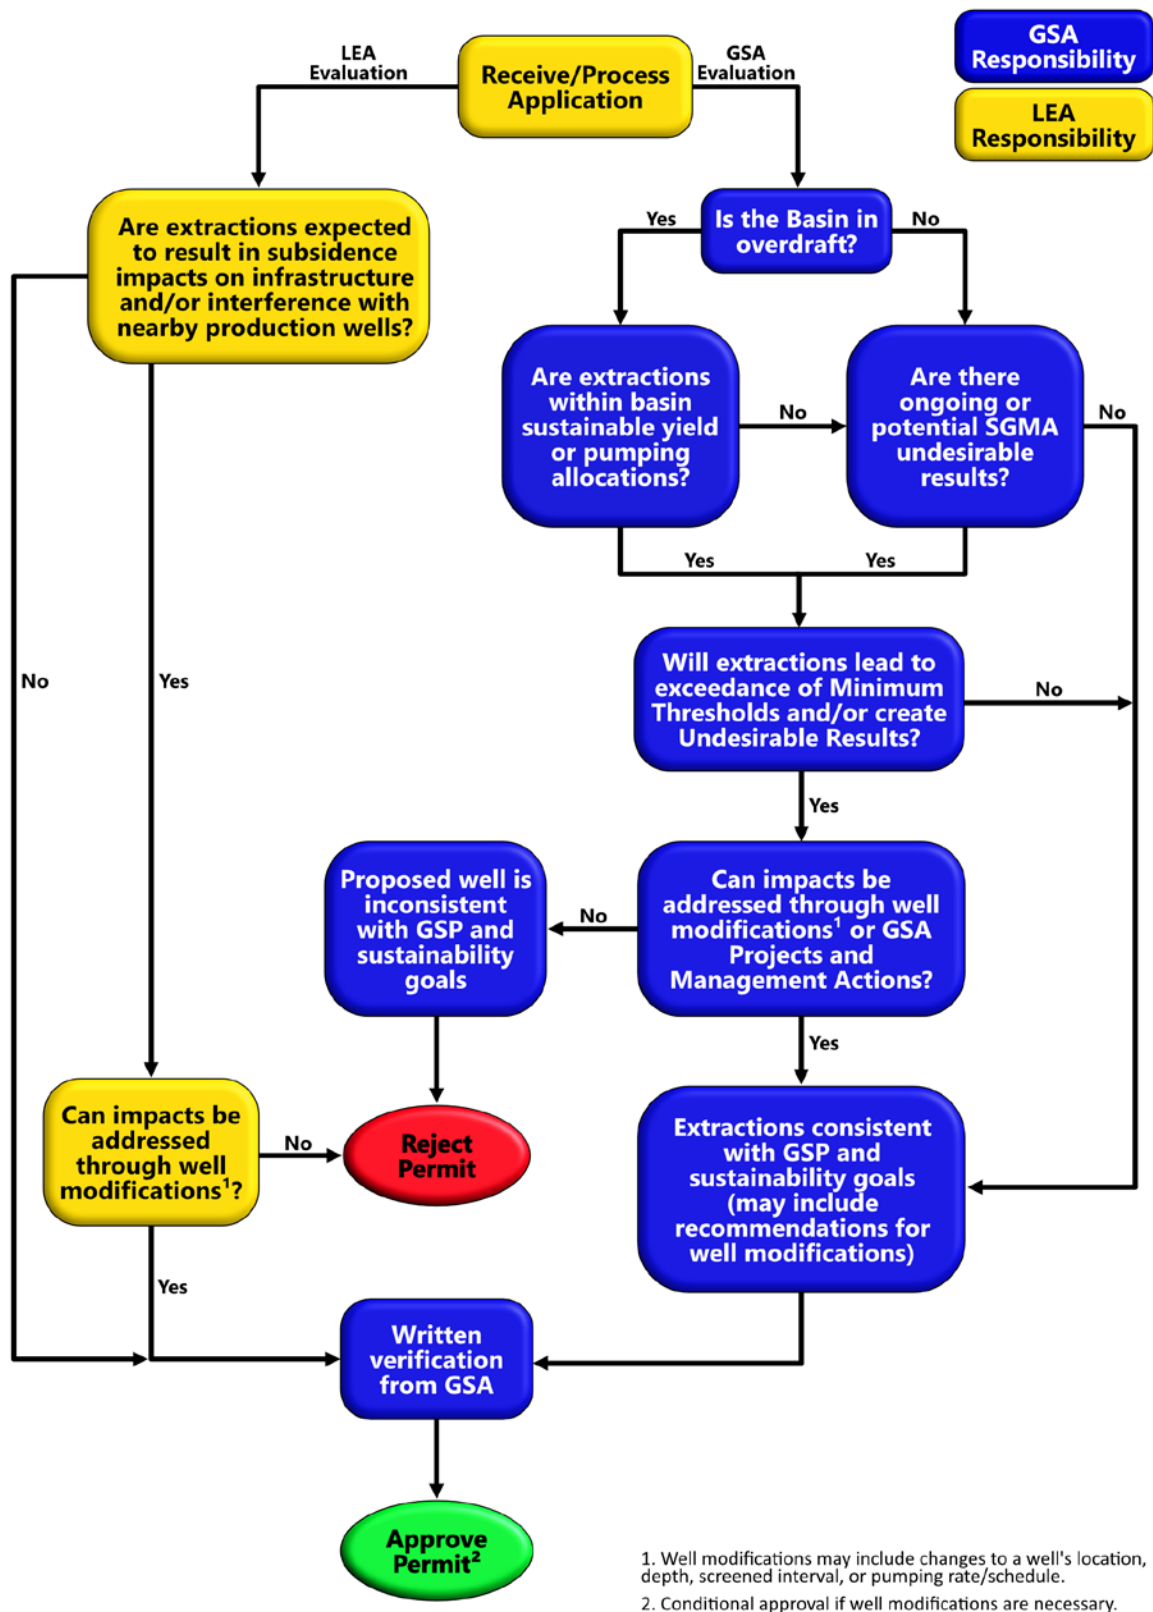 LEA
Evaluation
Receive/Process
Application
GSA
Evaluation
GSA
Responsibility
LEA
Responsibility
Are extractions expected
to result in subsidence
impacts on infrastructure
and/or interference with
nearby production wells?
Yes
Is the Basin in
overdraft?
No
Are extractions
within basin
sustainable yield
or pumping
allocations?
No
Are there
ongoing or
potential SGMA
undesirable
results?
No
Yes
Yes
No
Yes
Will extractions lead to
exceedance of Minimum
Thresholds and/or create
Undesirable Results?
No
Yes
Proposed well is
inconsistent
with GSP and
sustainability
goals
No
Can impacts be
addressed through well
modifications¹ or GSA
Projects and
Management Actions?
Yes
Can impacts be
addressed
through well
modifications¹?
No
Reject
Permit
Extractions consistent
with GSP and
sustainability goals
(may include
recommendations for
well modifications)
Yes
Written
verification
from GSA
Approve
Permit²
1. Well modifications may include changes to a well's location,
depth, screened interval, or pumping rate/schedule.
2. Conditional approval if well modifications are necessary.